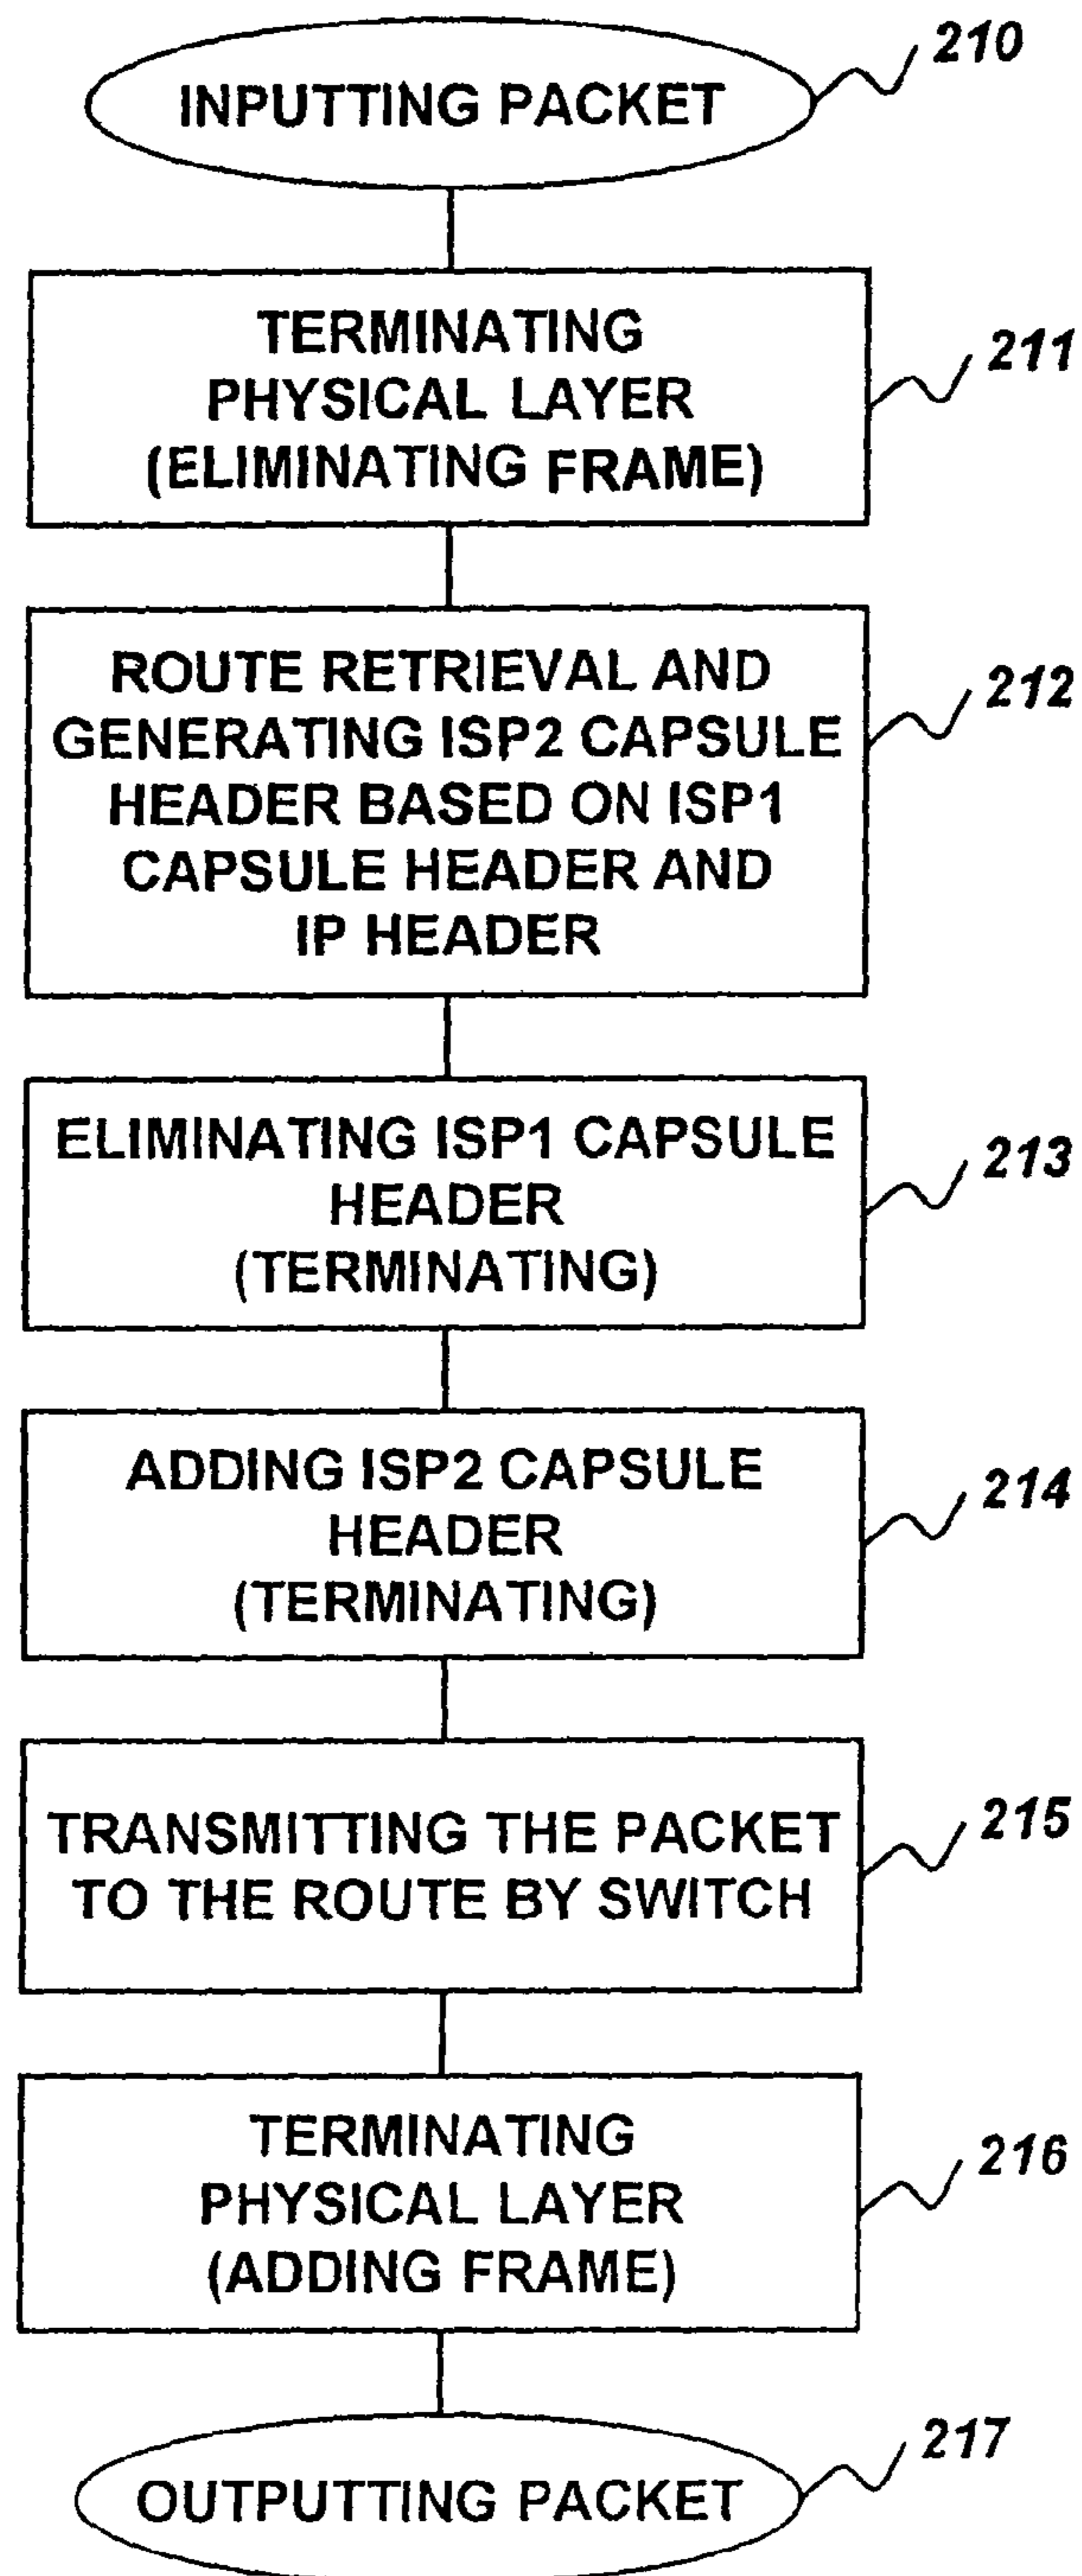 210
INPUTTING PACKET
211
TERMINATING
PHYSICAL LAYER
(ELIMINATING FRAME)
212
ROUTE RETRIEVAL AND
GENERATING ISP2 CAPSULE
HEADER BASED ON ISP1
CAPSULE HEADER AND
IP HEADER
213
ELIMINATING ISP1 CAPSULE
HEADER
(TERMINATING)
214
ADDING ISP2 CAPSULE
HEADER
(TERMINATING)
215
TRANSMITTING THE PACKET
TO THE ROUTE BY SWITCH
216
TERMINATING
PHYSICAL LAYER
(ADDING FRAME)
217
OUTPUTTING PACKET